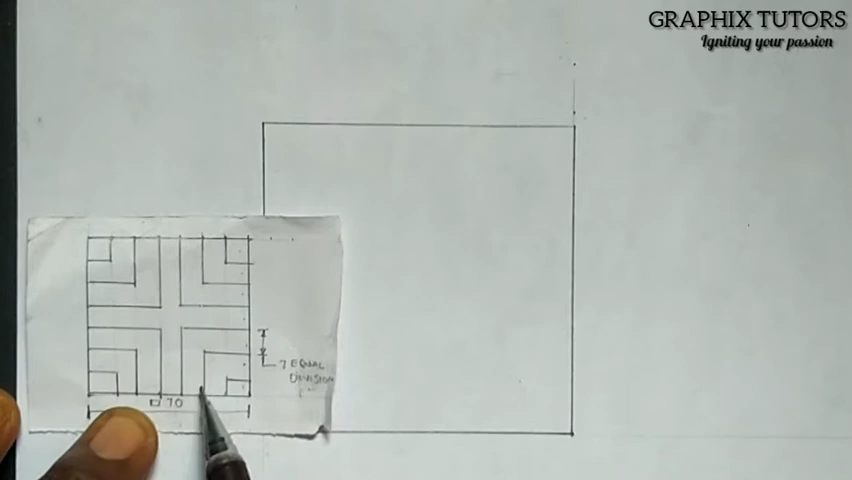 GRAPHIX TUTORS
Igniting your passion
7 EQUAL
DIVISION
□ 70